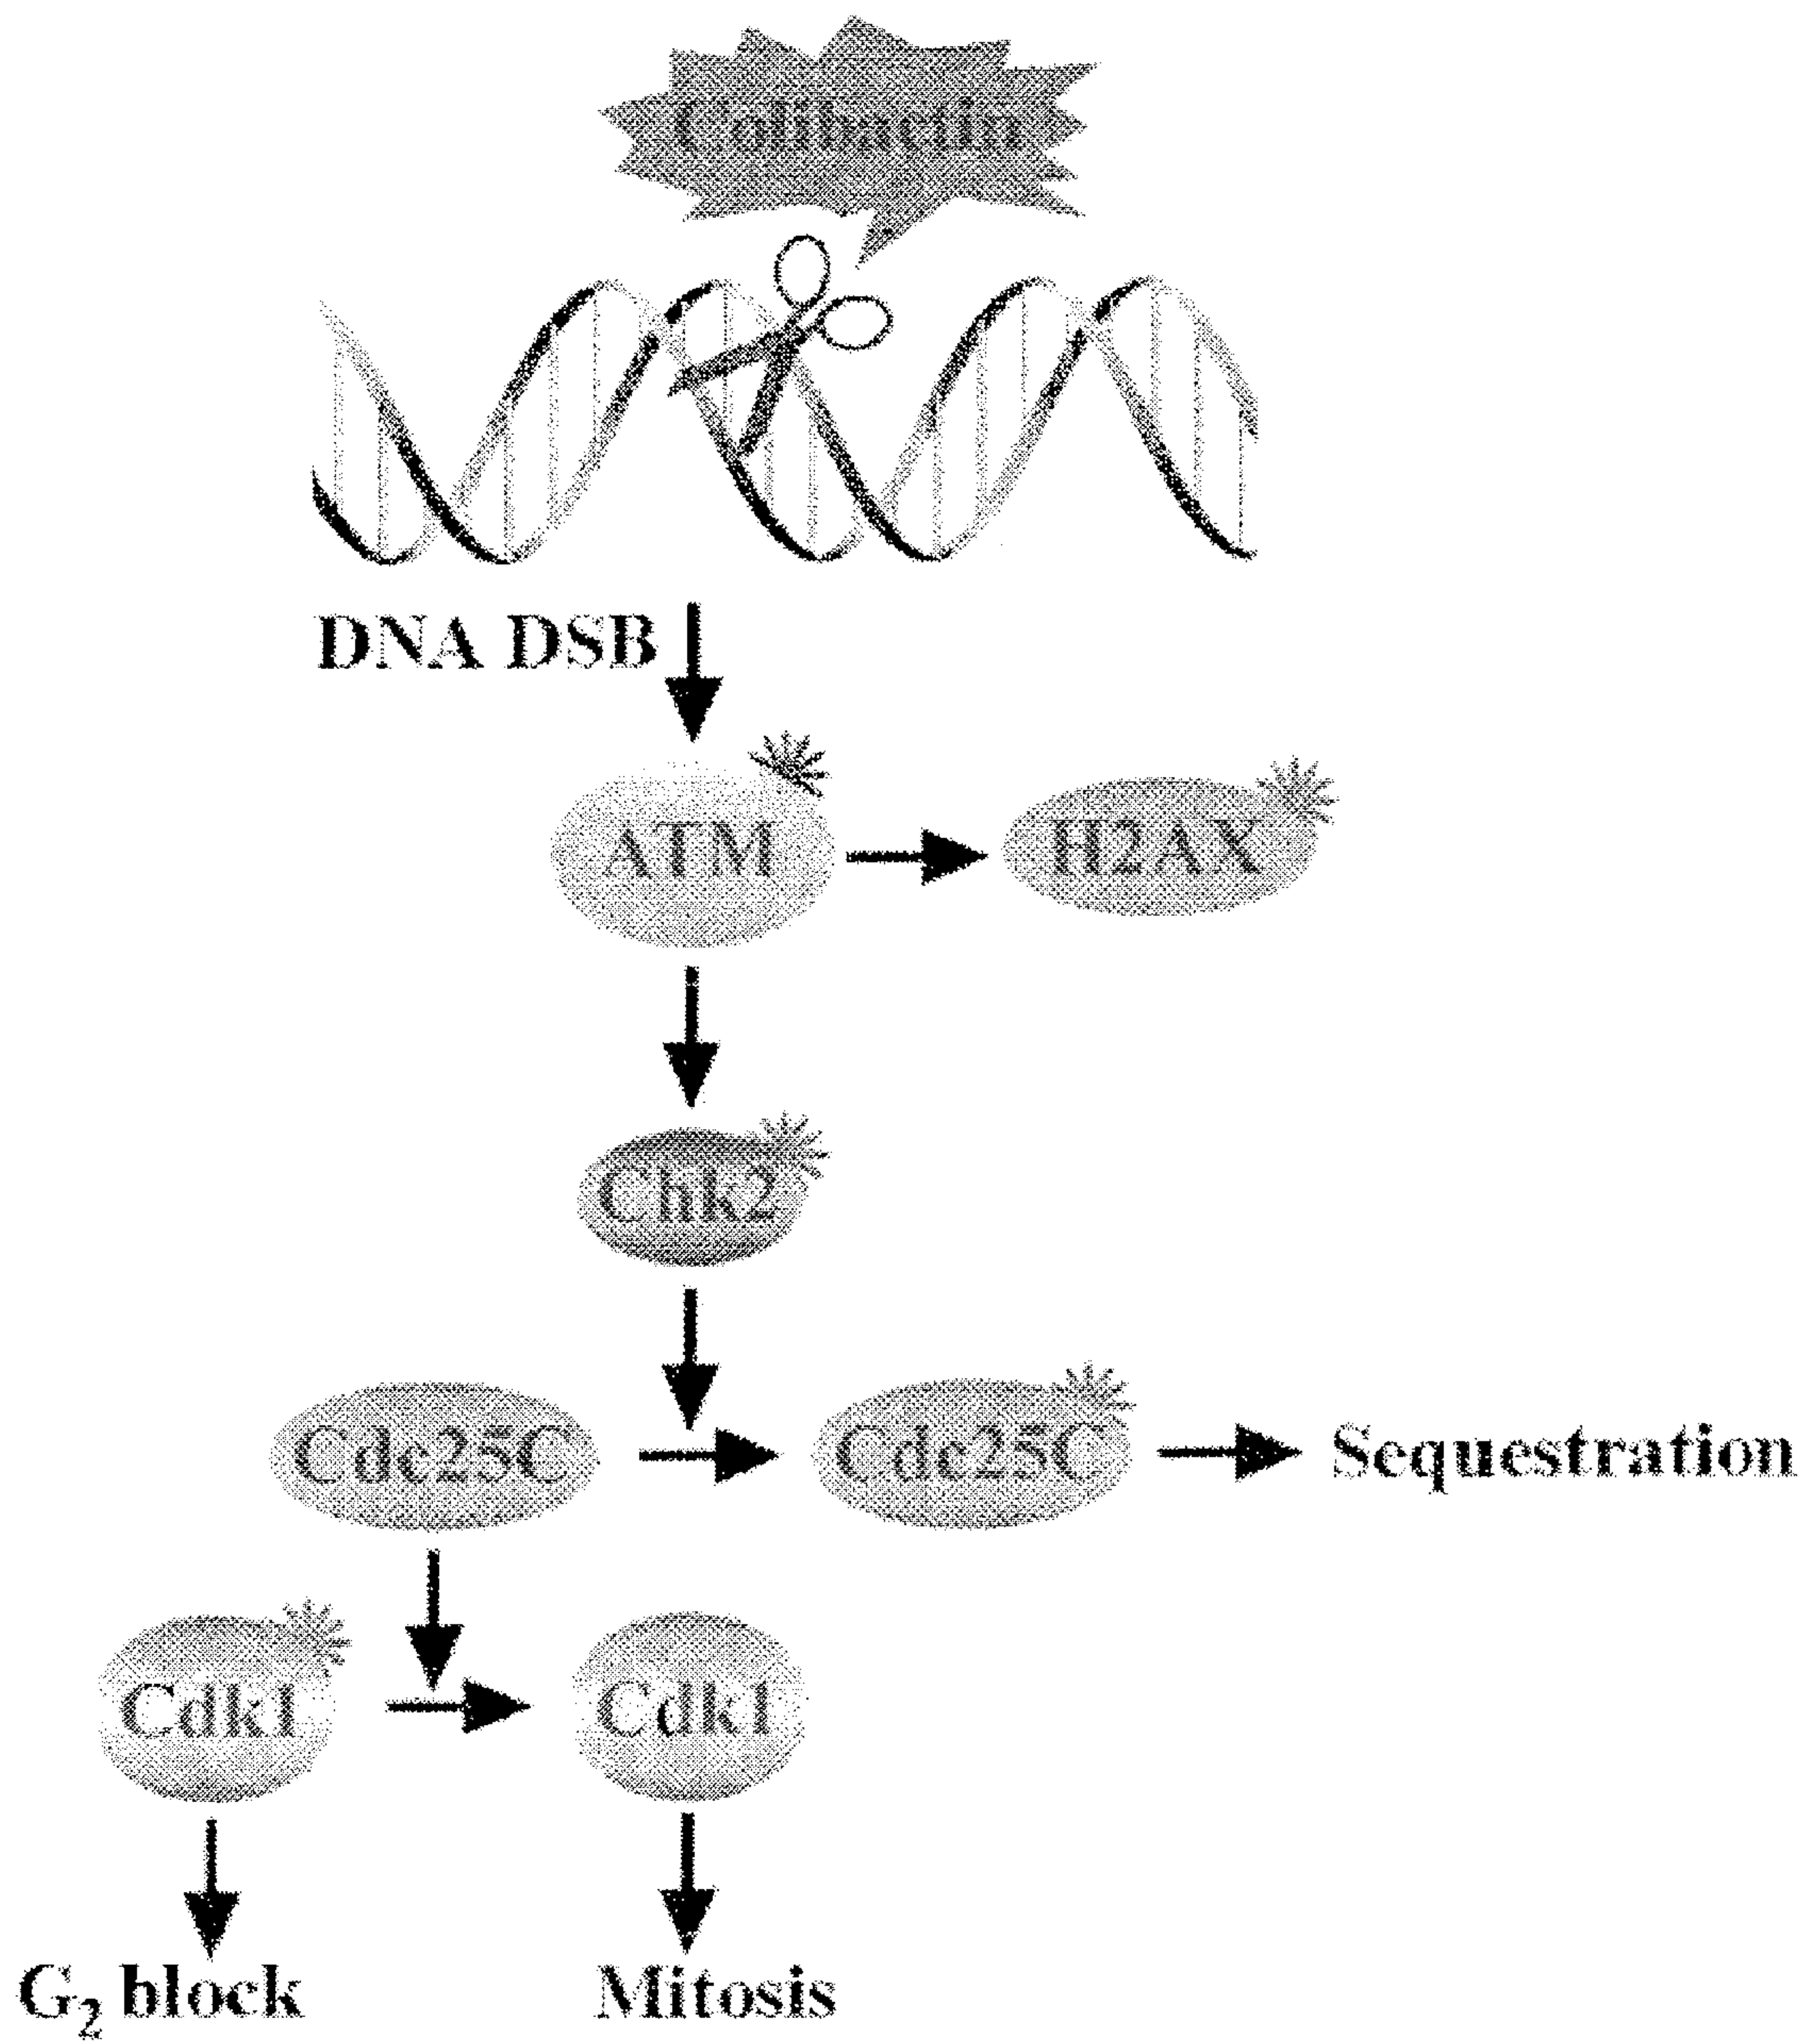 Colibactin
DNA DSB
ATM
H2AX
Chk2
Cdc25C
Cdc25C
Sequestration
Cdk1
Cdk1
G₂ block
Mitosis